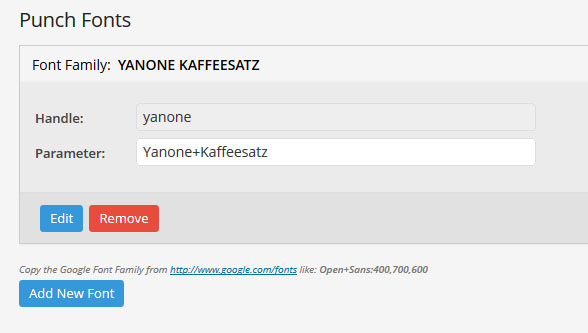 Punch Fonts
Font Family: YANONE KAFFEESATZ
Handle: yanone
Parameter: Yanone+Kaffeesatz
Edit Remove
Copy the Google Font Family from http://www.google.com/fonts like: Open+Sans:400,700,600
Add New Font